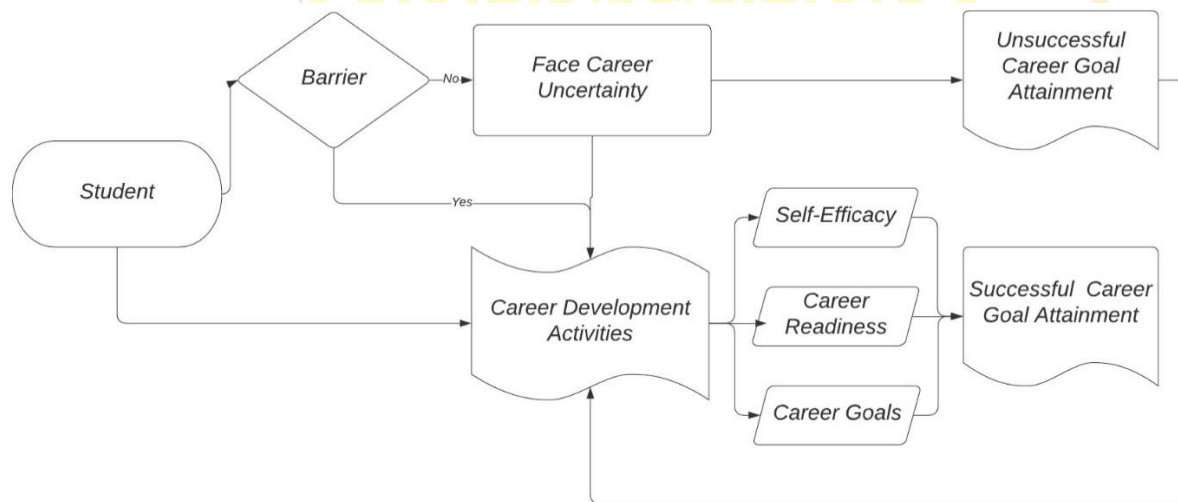 Barrier
No
Face Career
Uncertainty
Unsuccessful
Career Goal
Attainment
Student
Yes
Self-Efficacy
Career Development
Activities
Career
Readiness
Successful Career
Goal Attainment
Career Goals